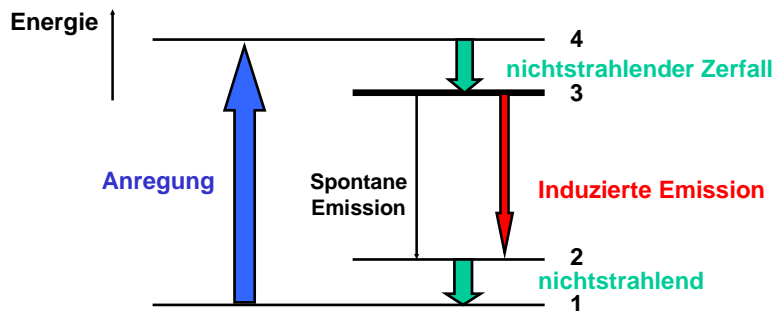 Energie
4
nichtstrahlender Zerfall
3
Anregung
Spontane
Emission
Induzierte Emission
2
nichtstrahlend
1